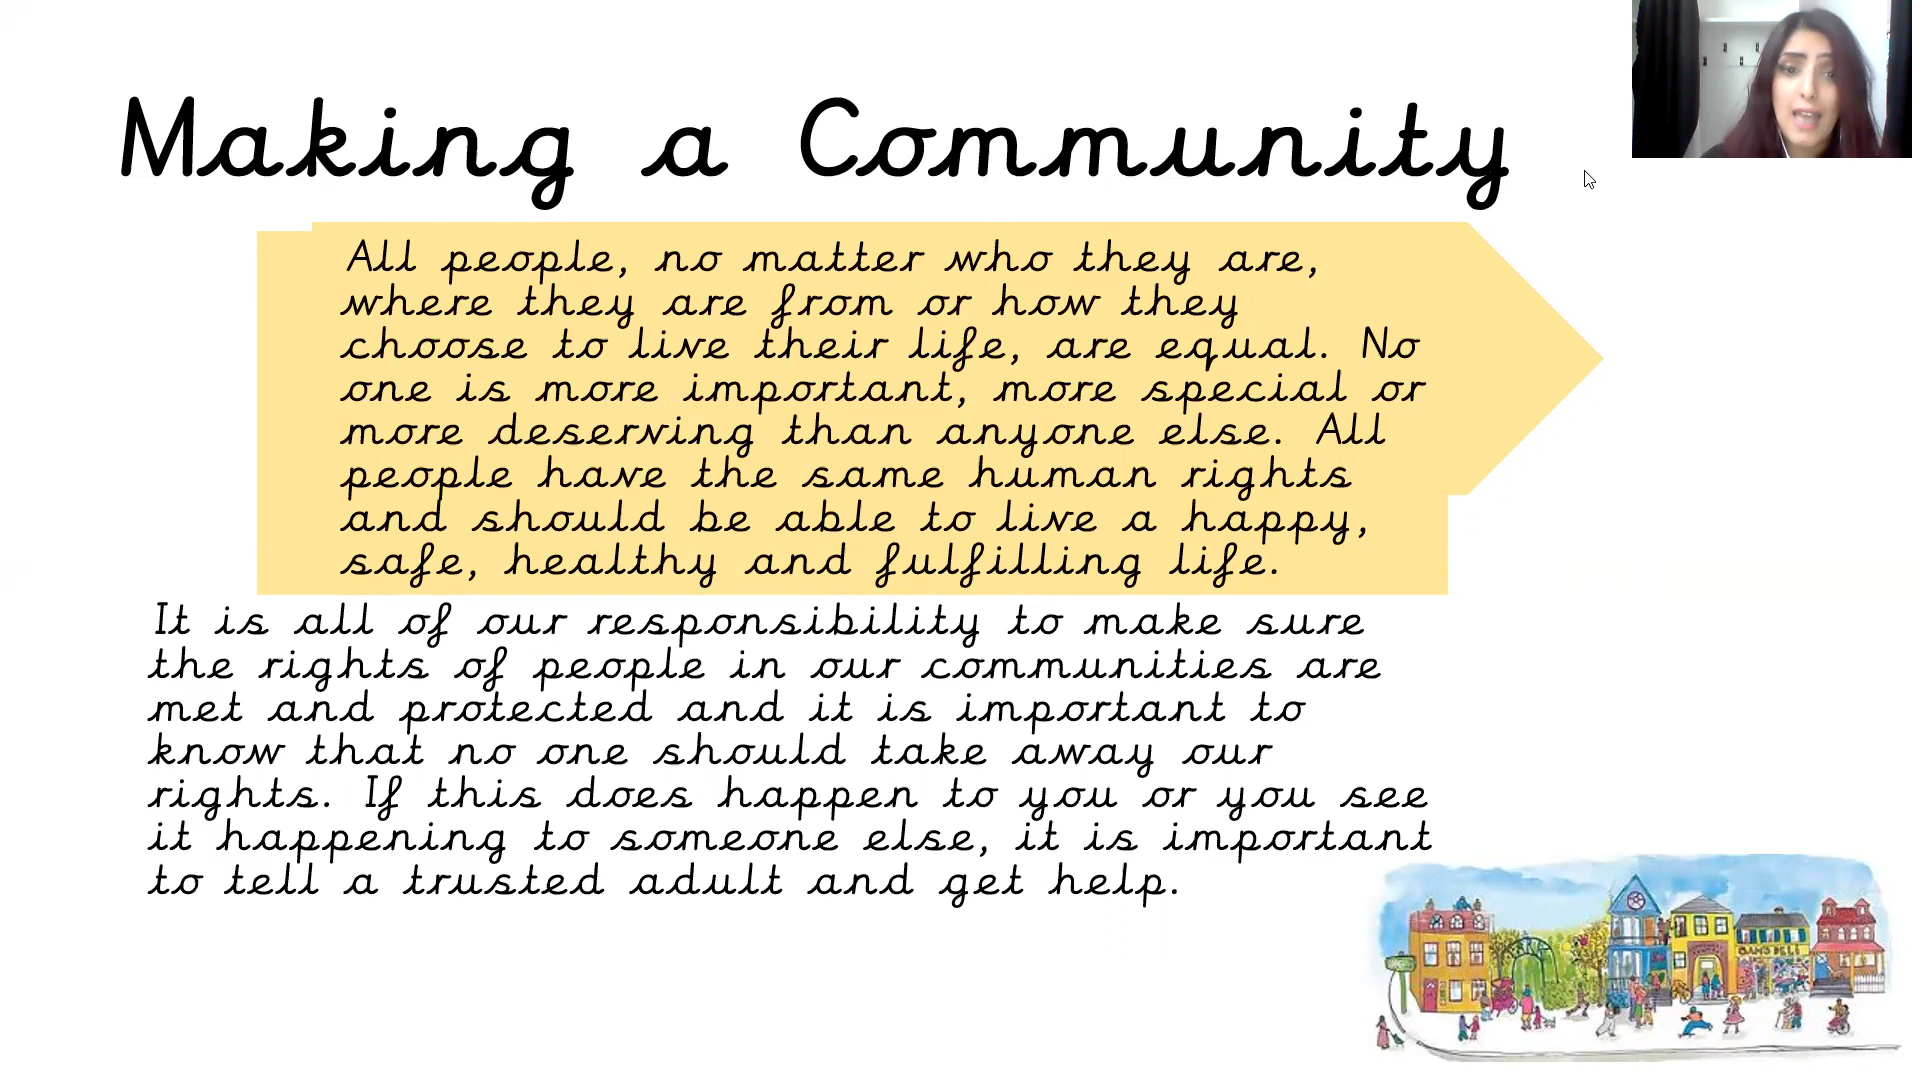 Making a Community
All people, no matter who they are,
where they are from or how they
choose to live their life, are equal. No
one is more important, more special or
more deserving than anyone else. All
people have the same human rights
and should be able to live a happy,
safe, healthy and fulfilling life.
It is all of our responsibility to make sure
the rights of people in our communities are
met and protected and it is important to
know that no one should take away our
rights. If this does happen to you or you see
it happening to someone else, it is important
to tell a trusted adult and get help.
PARK